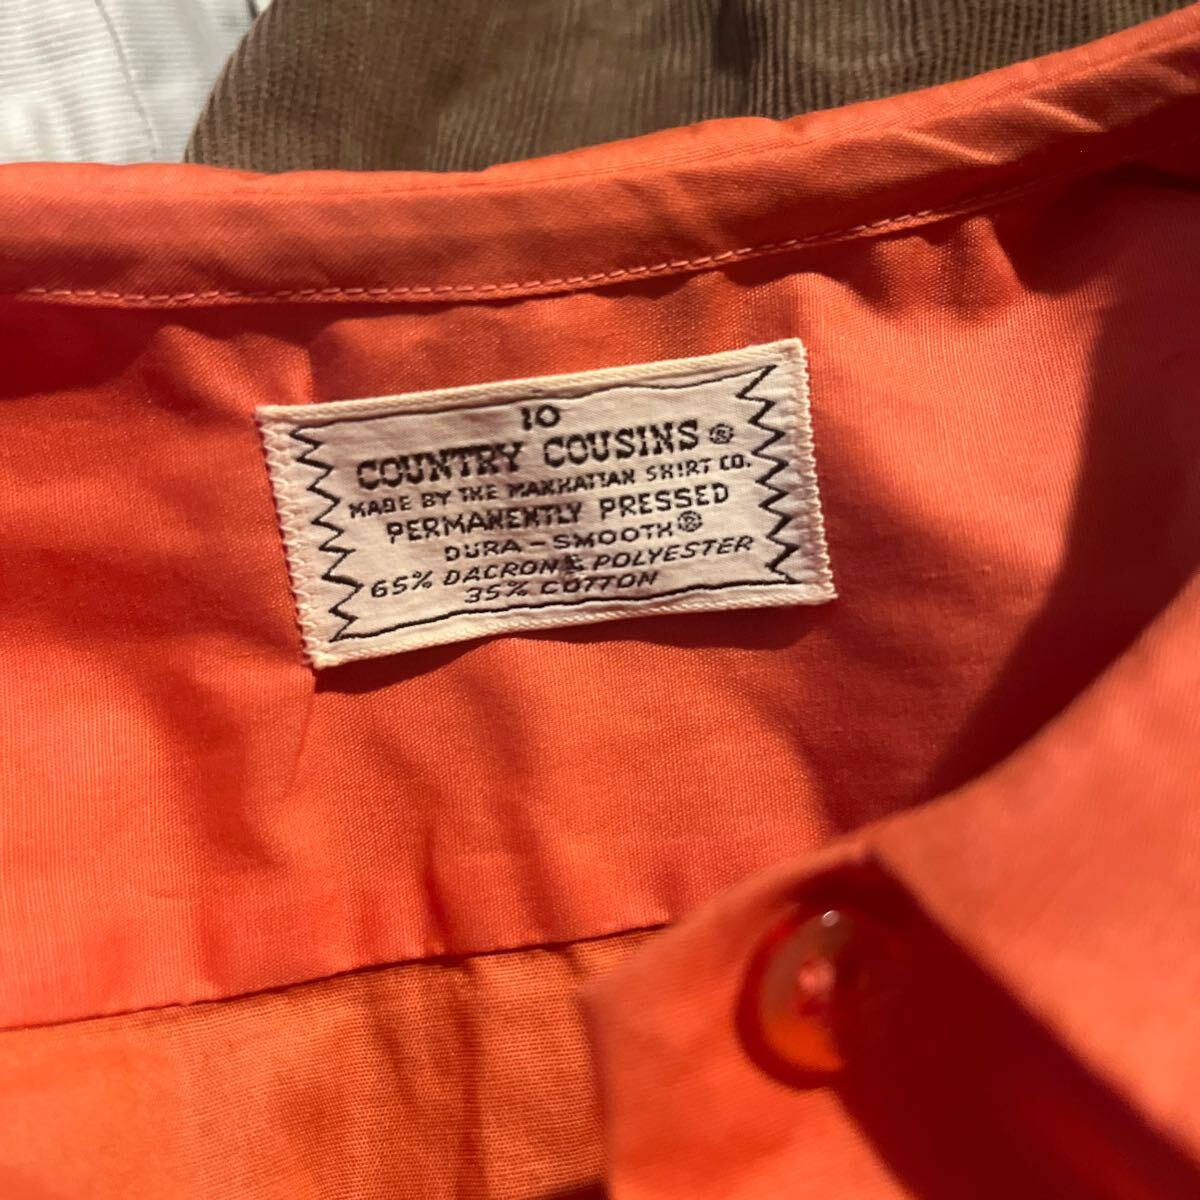 10
COUNTRY COUSINS ®
MADE BY THE MANHATTAN SHIRT CO.
PERMANENTLY PRESSED
DURA-SMOOTH®
65% DACRON® POLYESTER
35% COTTON